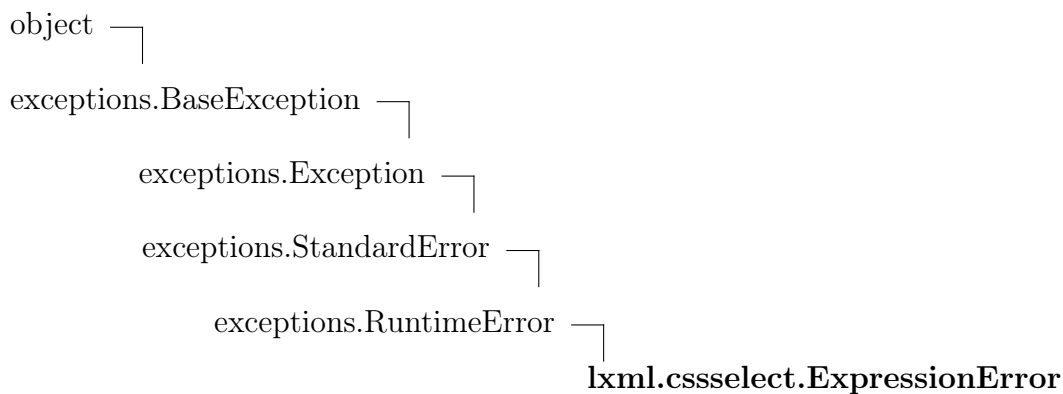 object
exceptions.BaseException
exceptions.Exception
exceptions.StandardError
exceptions.RuntimeError
lxml.cssselect.ExpressionError